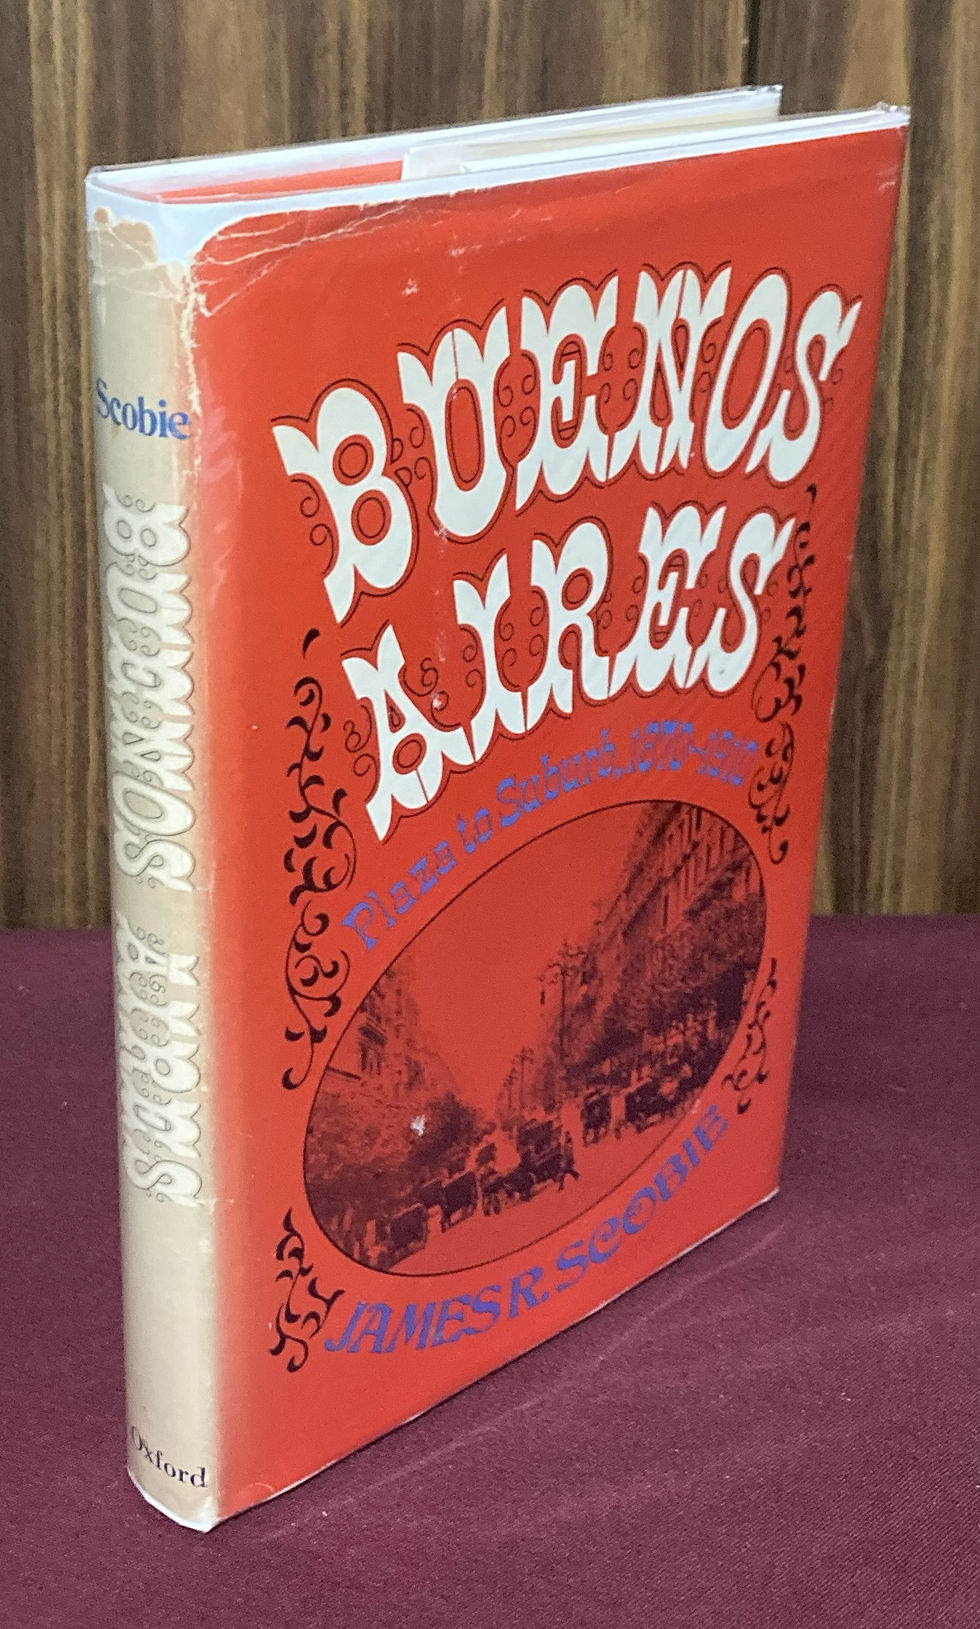 Scobie
BUENOS AIRES
Oxford
BUENOS
AIRES
Plaza to Suburb, 1870-1910
JAMES R. SCOBIE